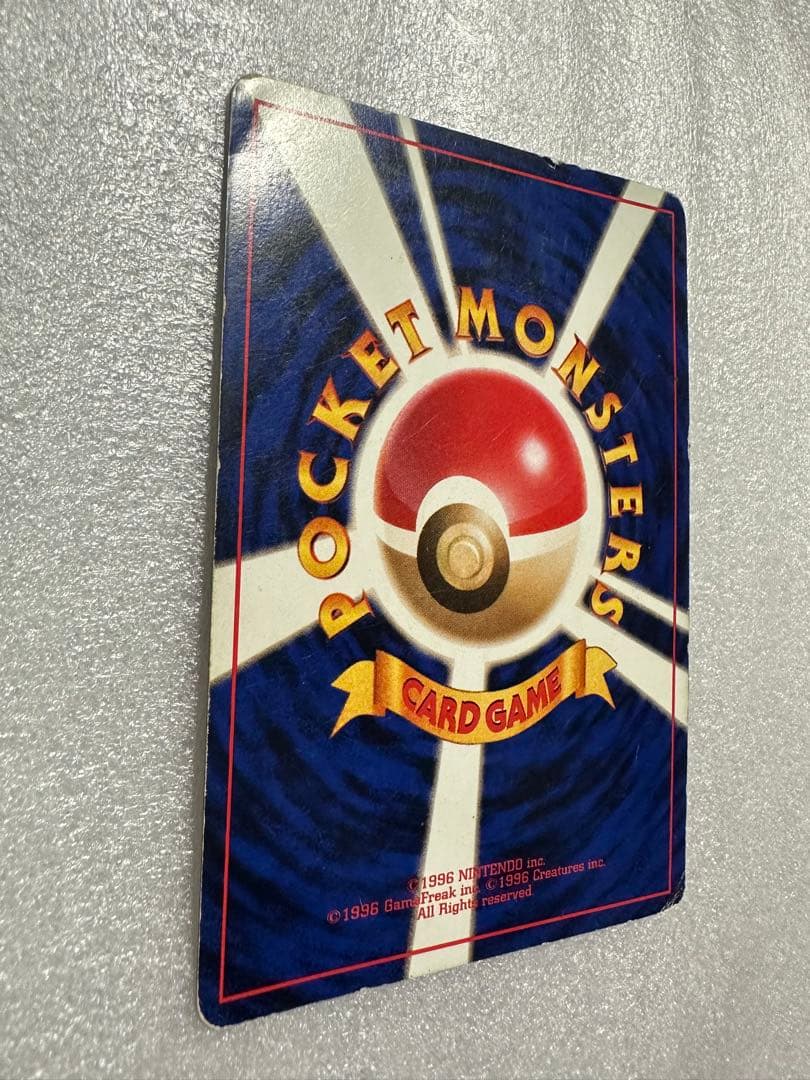 POCKET MONSTERS
CARD GAME
©1996 NINTENDO inc.
©1996 GameFreak inc. ©1996 Creatures inc.
All Rights reserved.